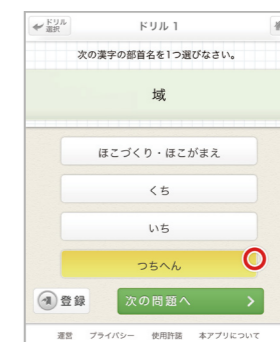 ドリル
選択
ドリル 1
次の漢字の部首名を1つ選びなさい。
域
ほこづくり・ほこがまえ
くち
いち
つちへん
登録
次の問題へ
運営 プライバシー 使用許諾 本アプリについて